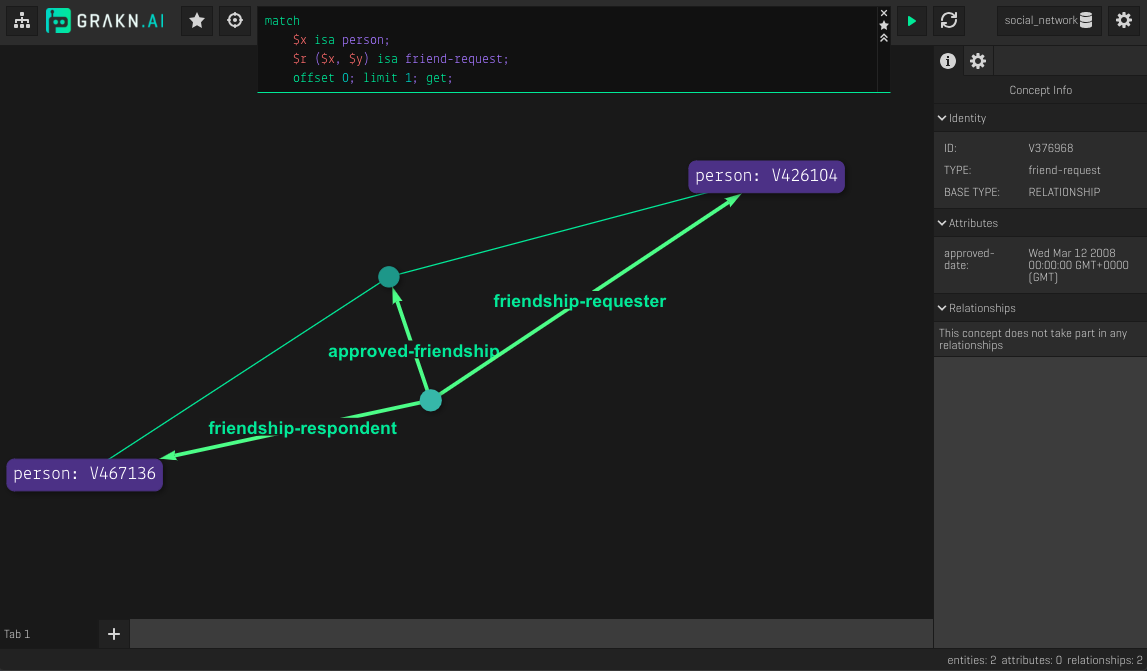 GRAKN.AI
match
$x isa person;
$r ($x, $y) isa friend-request;
offset 0; limit 1; get;
social_network
Concept Info
Identity
ID: V376968
TYPE: friend-request
BASE TYPE: RELATIONSHIP
Attributes
approved-date: Wed Mar 12 2008
00:00:00 GMT+0000
(GMT)
Relationships
This concept does not take part in any
relationships
person: V426104
friendship-requester
approved-friendship
friendship-respondent
person: V467136
Tab 1
entities: 2 attributes: 0 relationships: 2